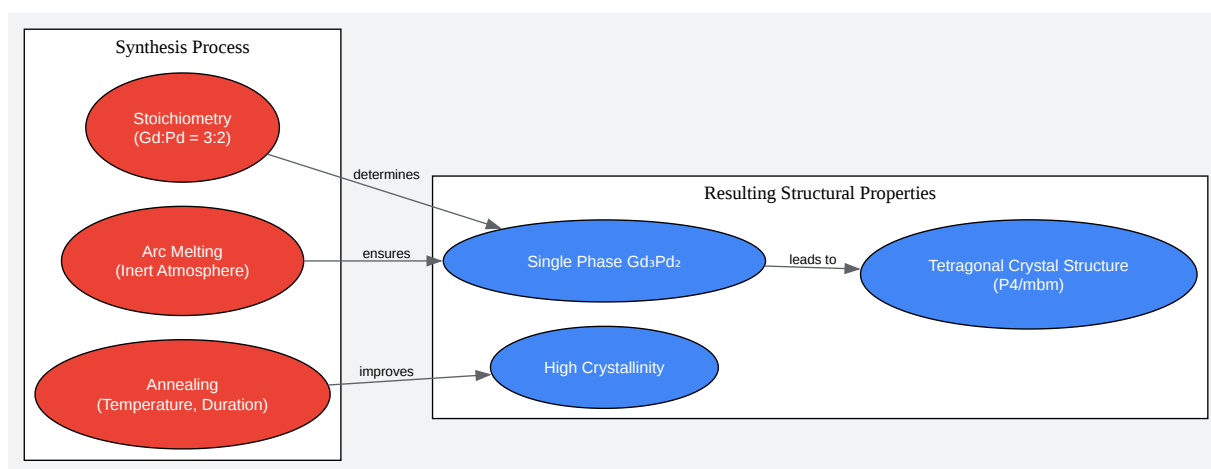 Synthesis Process
Stoichiometry
(Gd:Pd = 3:2)
determines
Arc Melting
(Inert Atmosphere)
ensures
Annealing
(Temperature, Duration)
improves
Resulting Structural Properties
Single Phase Gd₃Pd₂
leads to
Tetragonal Crystal Structure
(P4/mbm)
High Crystallinity